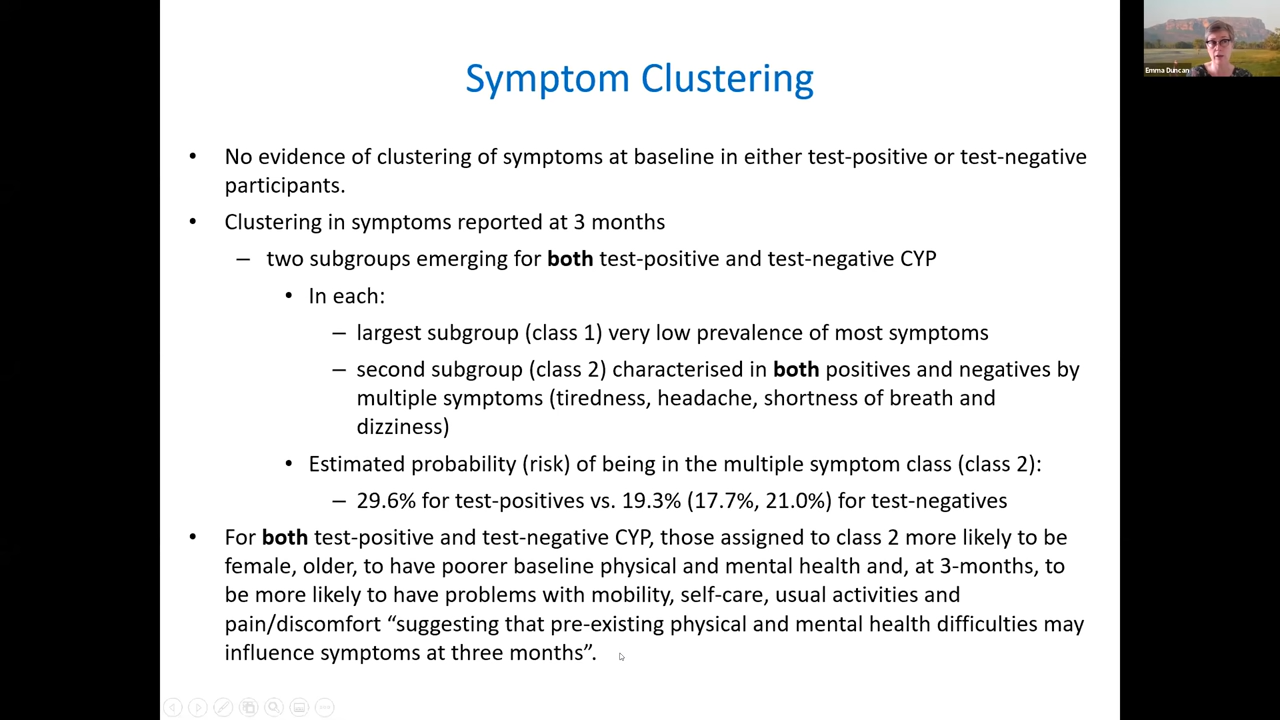 Emma Duncan
Symptom Clustering
• No evidence of clustering of symptoms at baseline in either test-positive or test-negative
participants.
• Clustering in symptoms reported at 3 months
– two subgroups emerging for both test-positive and test-negative CYP
• In each:
– largest subgroup (class 1) very low prevalence of most symptoms
– second subgroup (class 2) characterised in both positives and negatives by
multiple symptoms (tiredness, headache, shortness of breath and
dizziness)
• Estimated probability (risk) of being in the multiple symptom class (class 2):
– 29.6% for test-positives vs. 19.3% (17.7%, 21.0%) for test-negatives
• For both test-positive and test-negative CYP, those assigned to class 2 more likely to be
female, older, to have poorer baseline physical and mental health and, at 3-months, to
be more likely to have problems with mobility, self-care, usual activities and
pain/discomfort “suggesting that pre-existing physical and mental health difficulties may
influence symptoms at three months”.